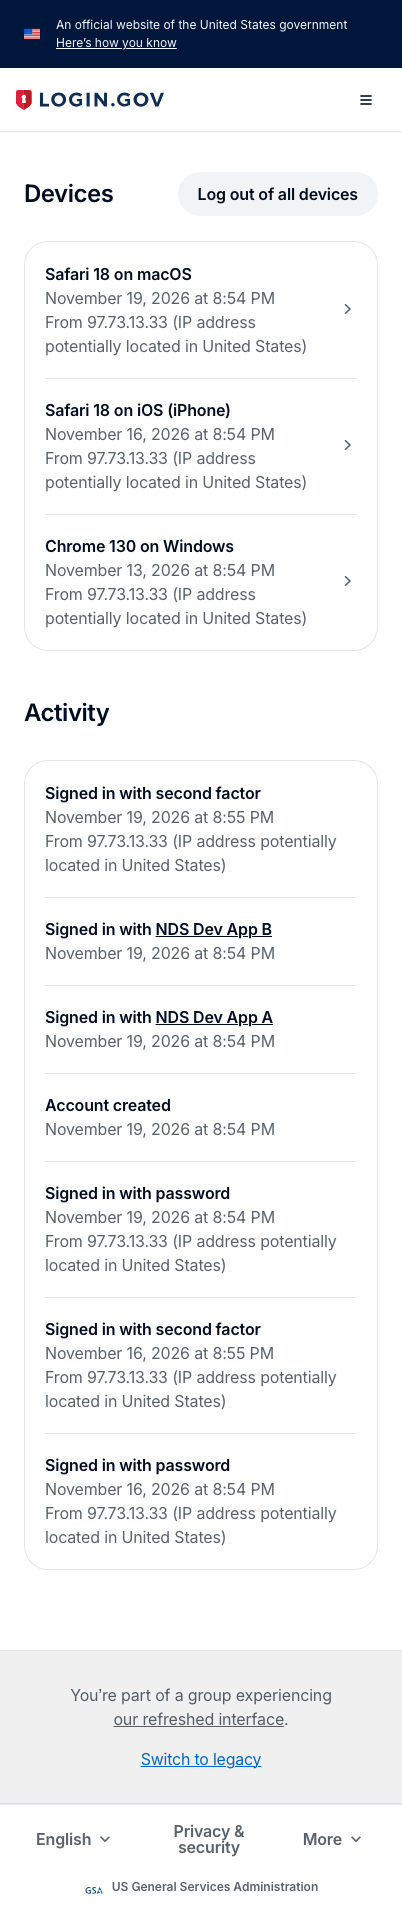 An official website of the United States government
Here’s how you know
LOGIN.GOV
Devices
Log out of all devices
Safari 18 on macOS
November 19, 2026 at 8:54 PM
From 97.73.13.33 (IP address
potentially located in United States)
Safari 18 on iOS (iPhone)
November 16, 2026 at 8:54 PM
From 97.73.13.33 (IP address
potentially located in United States)
Chrome 130 on Windows
November 13, 2026 at 8:54 PM
From 97.73.13.33 (IP address
potentially located in United States)
Activity
Signed in with second factor
November 19, 2026 at 8:55 PM
From 97.73.13.33 (IP address potentially
located in United States)
Signed in with NDS Dev App B
November 19, 2026 at 8:54 PM
Signed in with NDS Dev App A
November 19, 2026 at 8:54 PM
Account created
November 19, 2026 at 8:54 PM
Signed in with password
November 19, 2026 at 8:54 PM
From 97.73.13.33 (IP address potentially
located in United States)
Signed in with second factor
November 16, 2026 at 8:55 PM
From 97.73.13.33 (IP address potentially
located in United States)
Signed in with password
November 16, 2026 at 8:54 PM
From 97.73.13.33 (IP address potentially
located in United States)
You’re part of a group experiencing
our refreshed interface.
Switch to legacy
English
Privacy &
security
More
GSA US General Services Administration